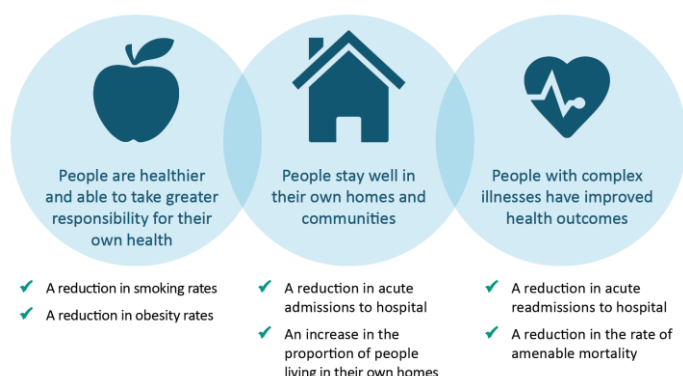 People are healthier
and able to take greater
responsibility for their
own health
People stay well in
their own homes and
communities
People with complex
illnesses have improved
health outcomes
A reduction in smoking rates
A reduction in obesity rates
A reduction in acute
admissions to hospital
An increase in the
proportion of people
living in their own homes
A reduction in acute
readmissions to hospital
A reduction in the rate of
amenable mortality